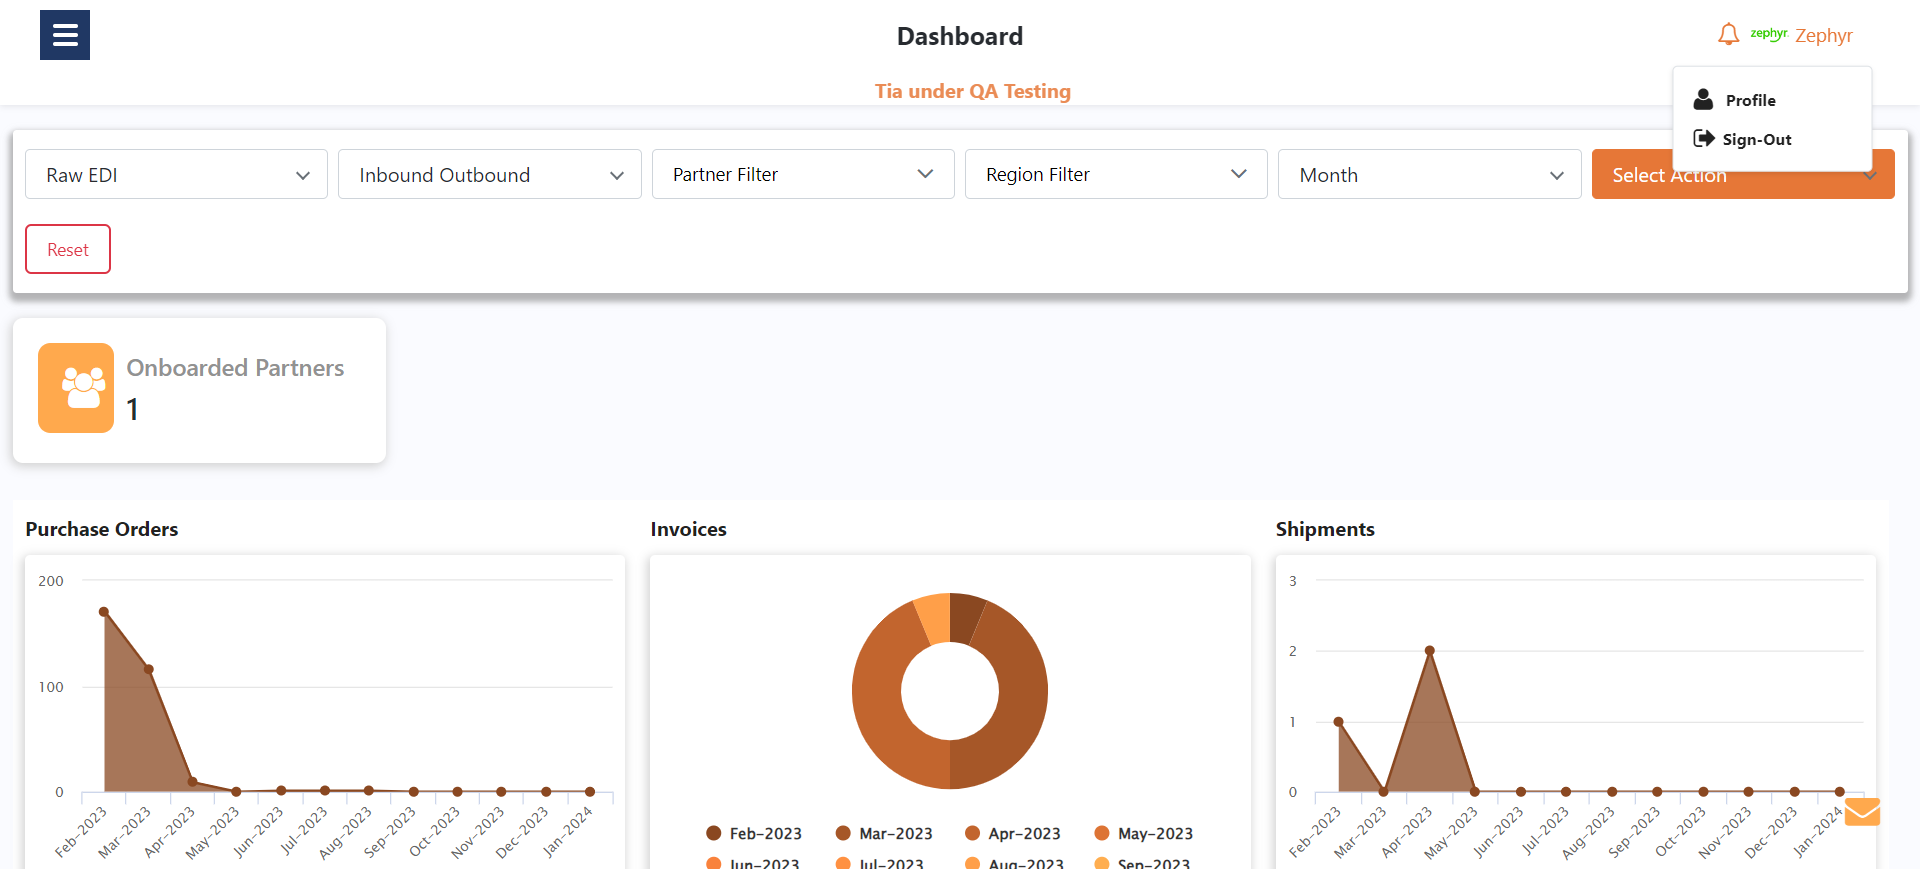 Dashboard
zephyr Zephyr
Tia under QA Testing
Profile
Sign-Out
Raw EDI
Inbound Outbound
Partner Filter
Region Filter
Month
Select Action
Reset
Onboarded Partners
1
Purchase Orders
200
100
0
Feb-2023
Mar-2023
Apr-2023
May-2023
Jun-2023
Jul-2023
Aug-2023
Sep-2023
Oct-2023
Nov-2023
Dec-2023
Jan-2024
Invoices
Feb-2023 Mar-2023 Apr-2023 May-2023
Jun-2023 Jul-2023 Aug-2023 Sep-2023
Shipments
3
2
1
0
Feb-2023
Mar-2023
Apr-2023
May-2023
Jun-2023
Jul-2023
Aug-2023
Sep-2023
Oct-2023
Nov-2023
Dec-2023
Jan-2024